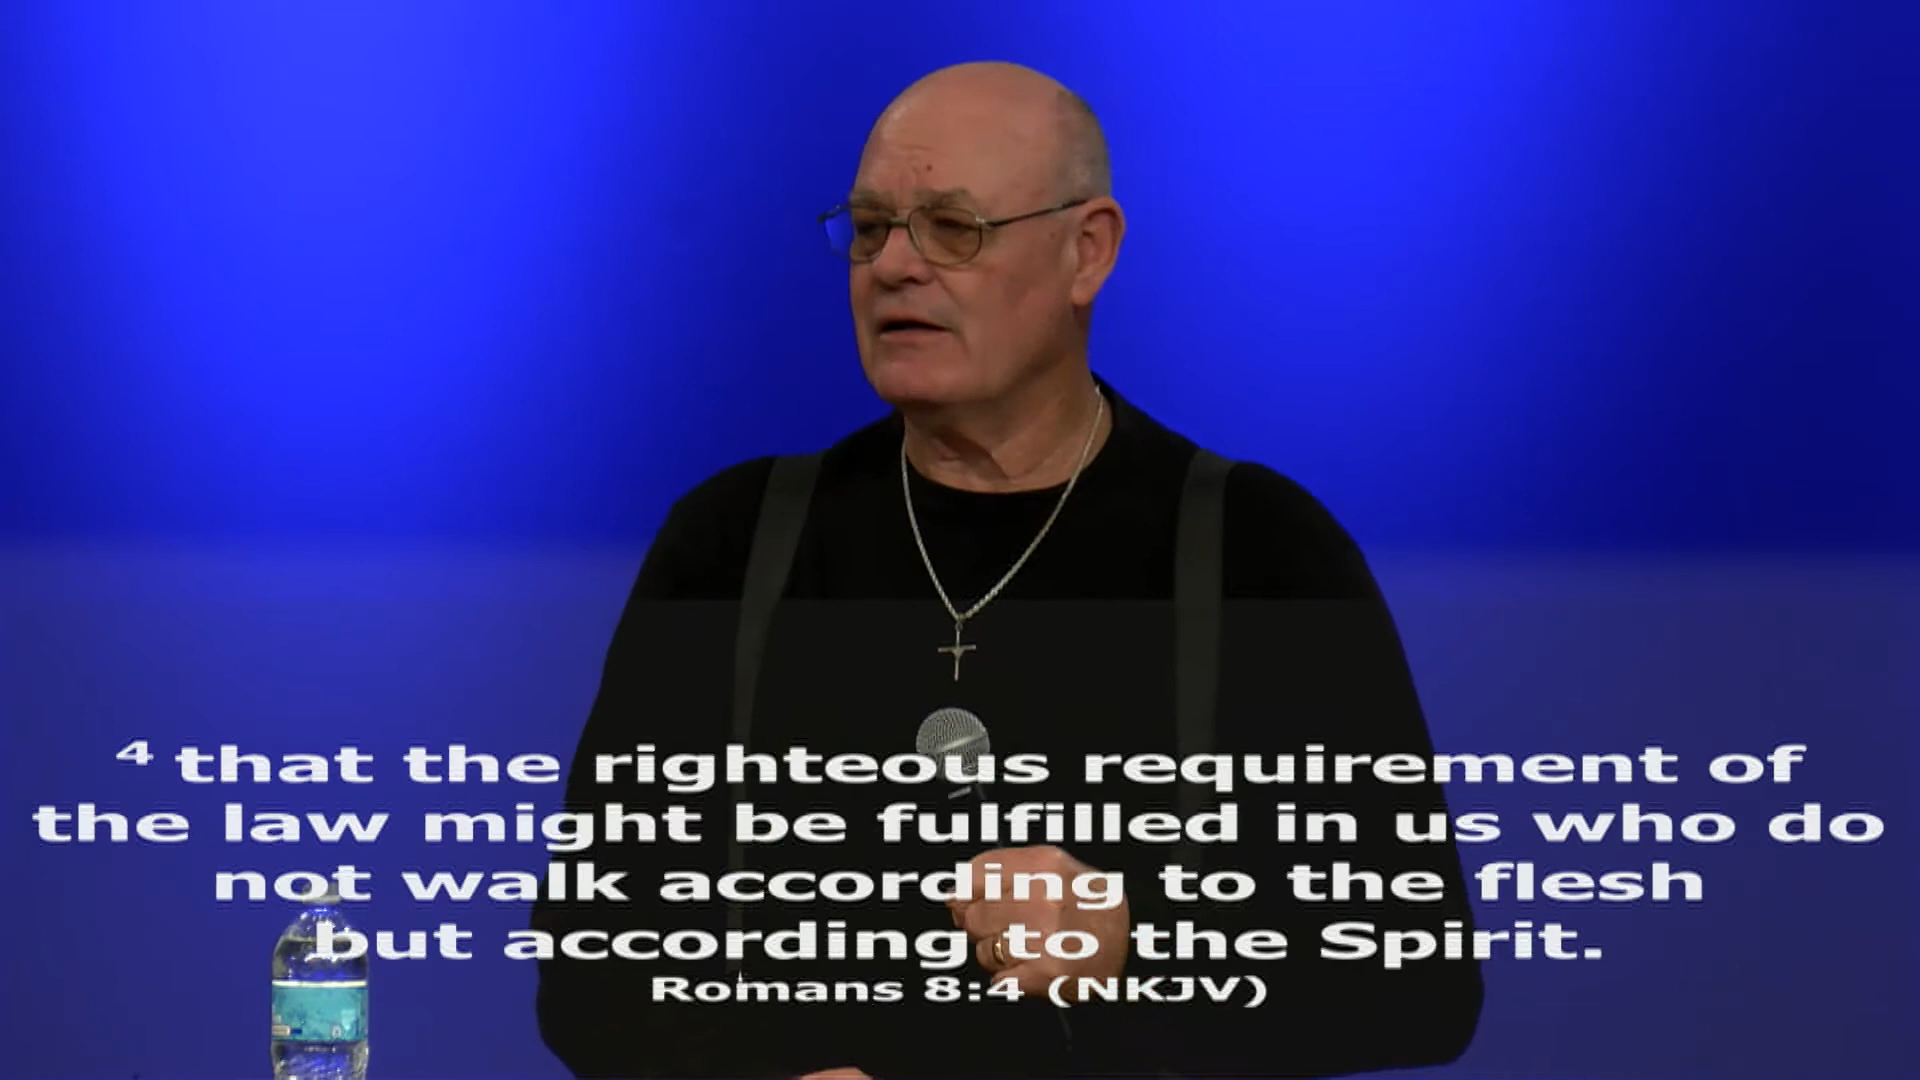 4 that the righteous requirement of
the law might be fulfilled in us who do
not walk according to the flesh
but according to the Spirit.
Romans 8:4 (NKJV)